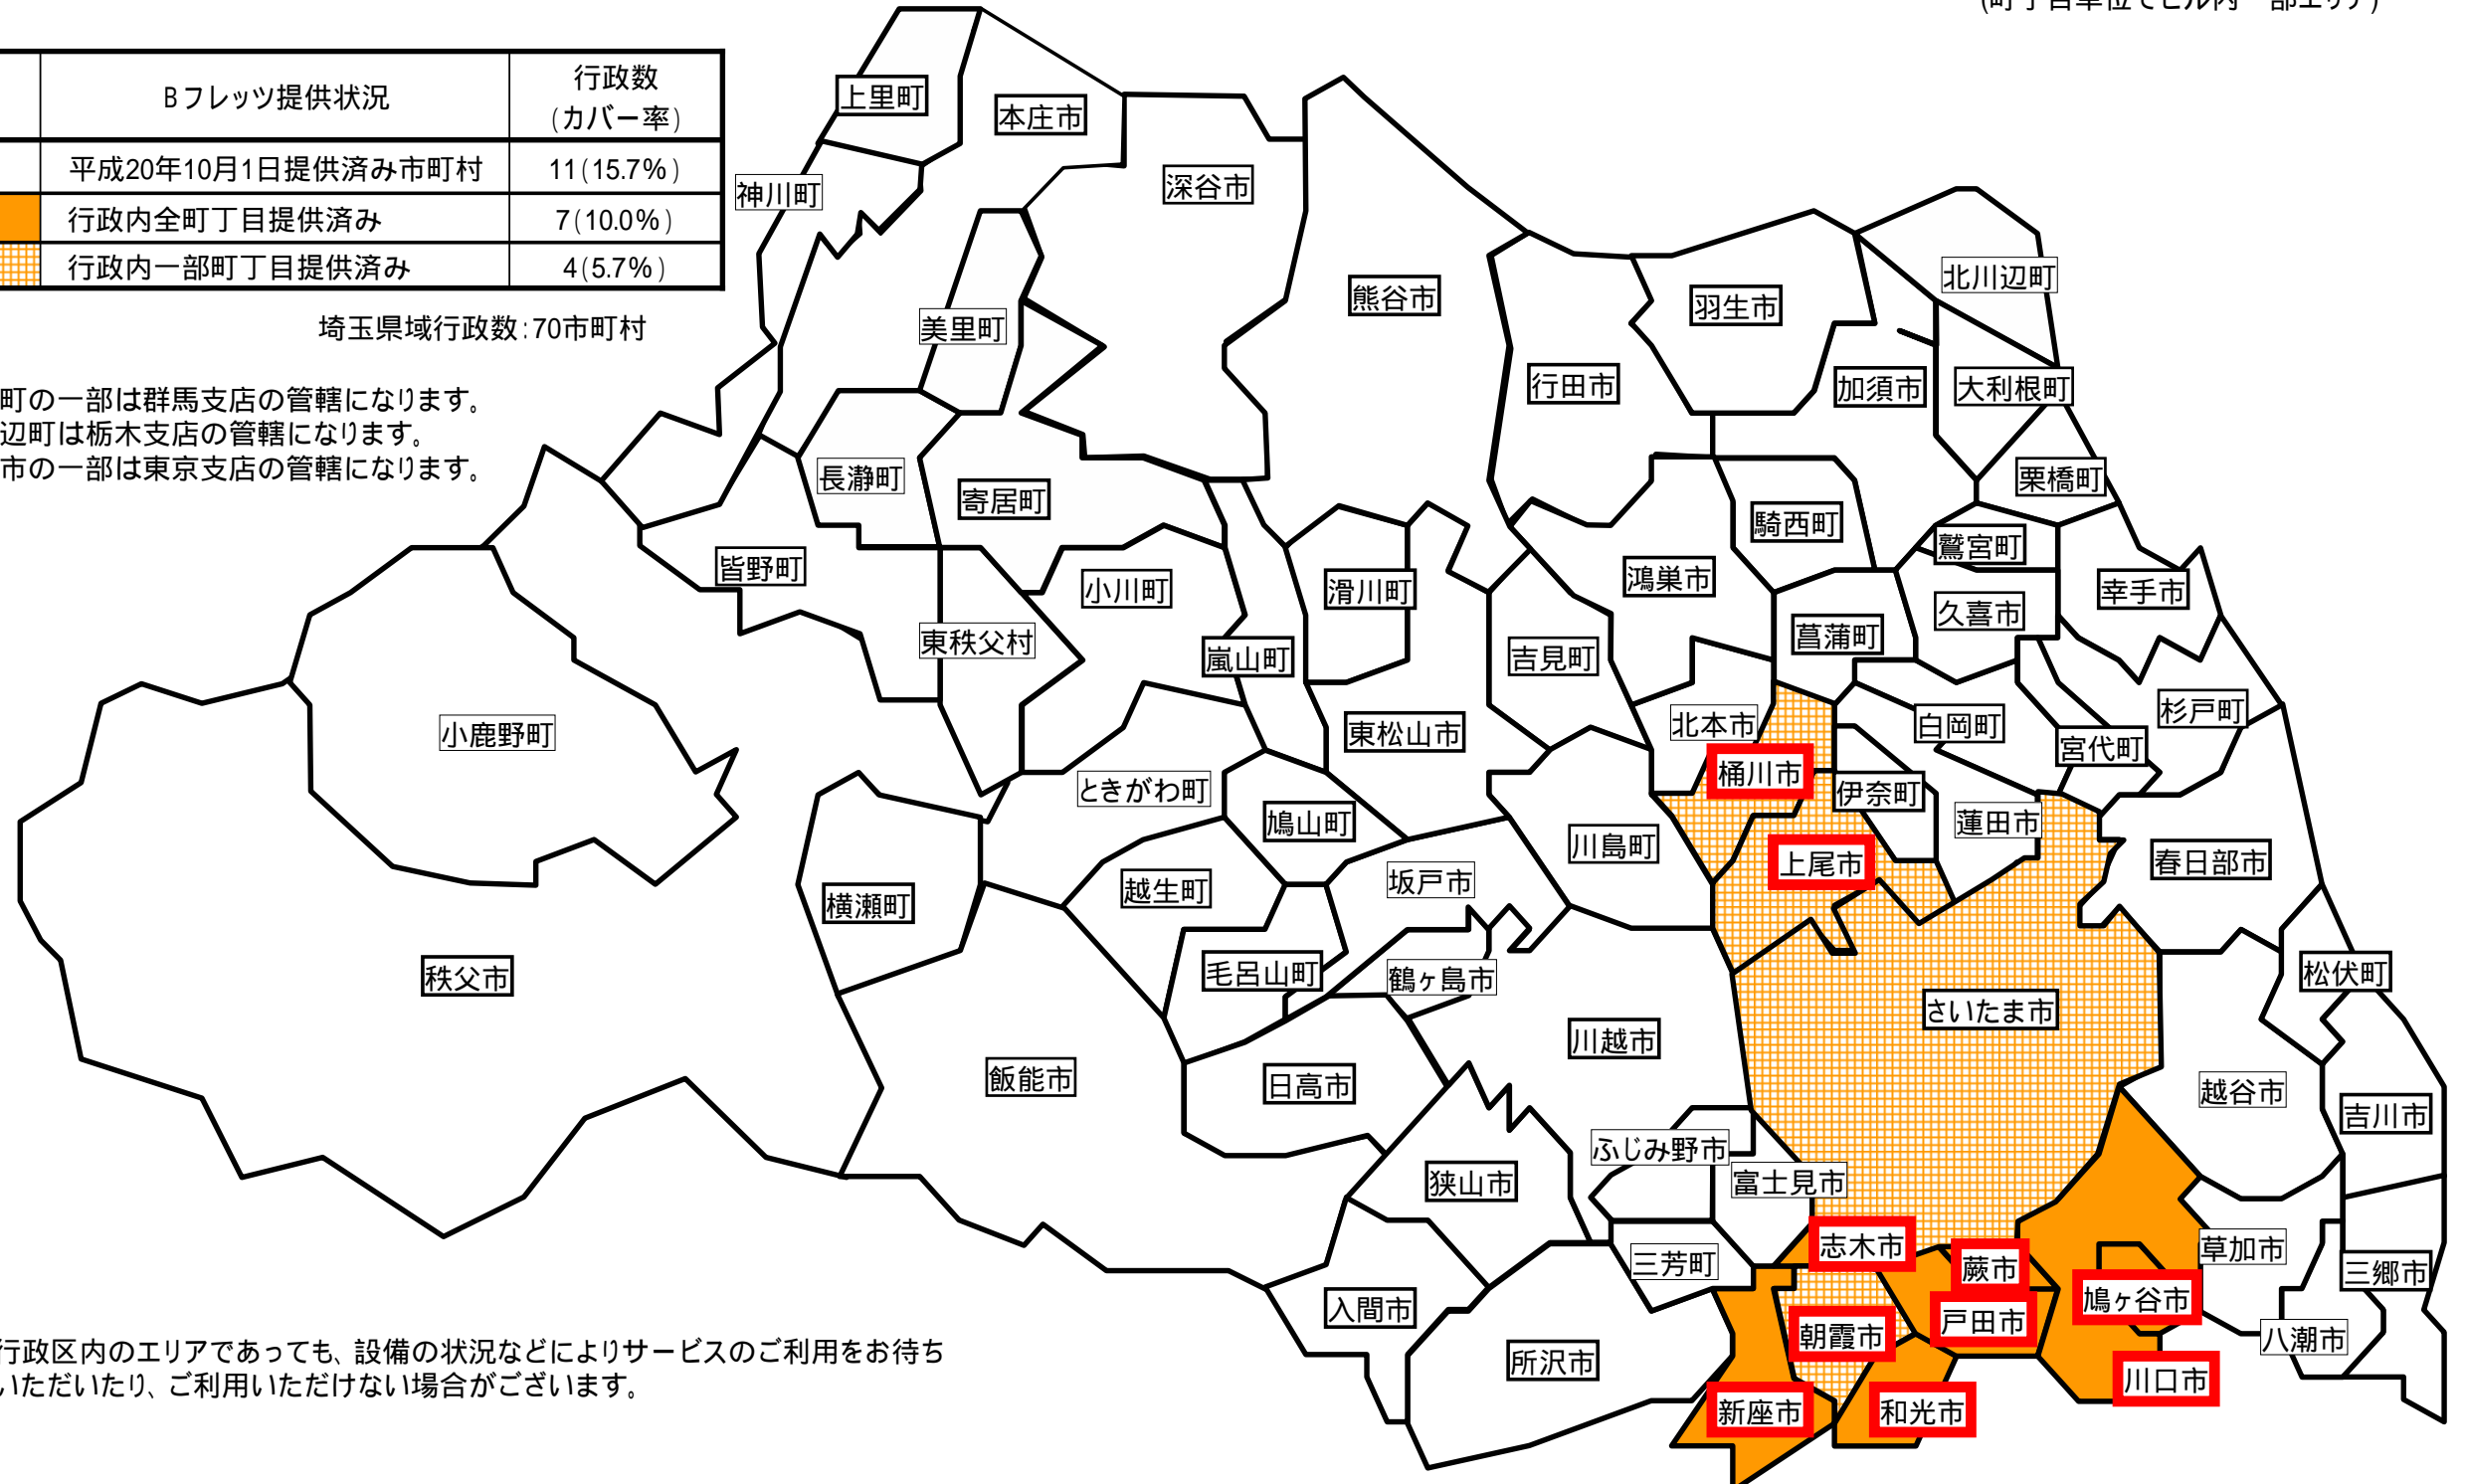 Bフレッツ提供状況
行政数
(カバー率)
平成20年10月1日提供済み市町村
11(15.7%)
行政内全町丁目提供済み
7(10.0%)
行政内一部町丁目提供済み
4(5.7%)
埼玉県域行政数:70市町村
町の一部は群馬支店の管轄になります。
辺町は栃木支店の管轄になります。
市の一部は東京支店の管轄になります。
上里町
本庄市
神川町
深谷市
北川辺町
熊谷市
羽生市
美里町
行田市
加須市
大利根町
長瀞町
寄居町
栗橋町
騎西町
鷲宮町
皆野町
小川町
滑川町
鴻巣市
幸手市
久喜市
東秩父村
嵐山町
吉見町
菖蒲町
小鹿野町
東松山市
北本市
白岡町
杉戸町
宮代町
桶川市
ときがわ町
伊奈町
鳩山町
川島町
蓮田市
上尾市
春日部市
坂戸市
越生町
横瀬町
秩父市
毛呂山町
鶴ヶ島市
松伏町
さいたま市
川越市
飯能市
日高市
越谷市
吉川市
ふじみ野市
狭山市
富士見市
志木市
三芳町
草加市
蕨市
三郷市
入間市
鳩ヶ谷市
戸田市
朝霞市
八潮市
所沢市
川口市
新座市
和光市
行政区内のエリアであっても、設備の状況などによりサービスのご利用をお待ち
いただいたり、ご利用いただけない場合がございます。